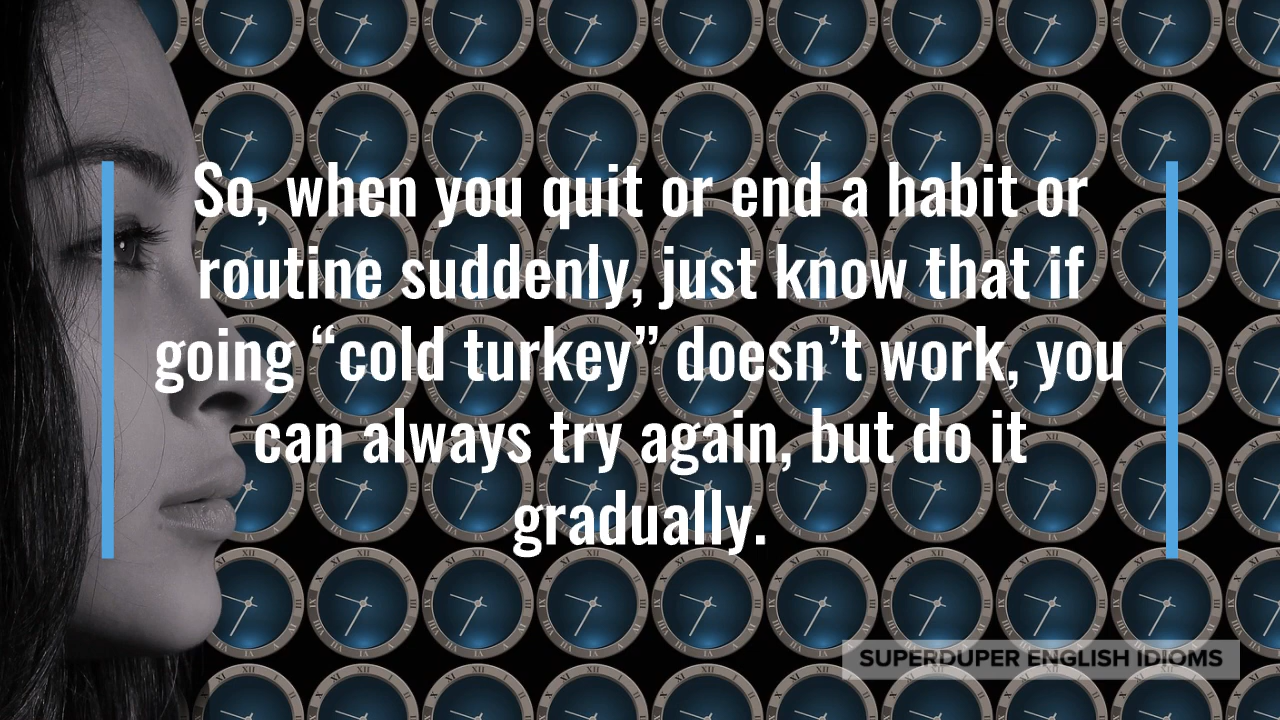 So, when you quit or end a habit or
routine suddenly, just know that if
going “cold turkey” doesn’t work, you
can always try again, but do it
gradually.
SUPERDUPER ENGLISH IDIOMS